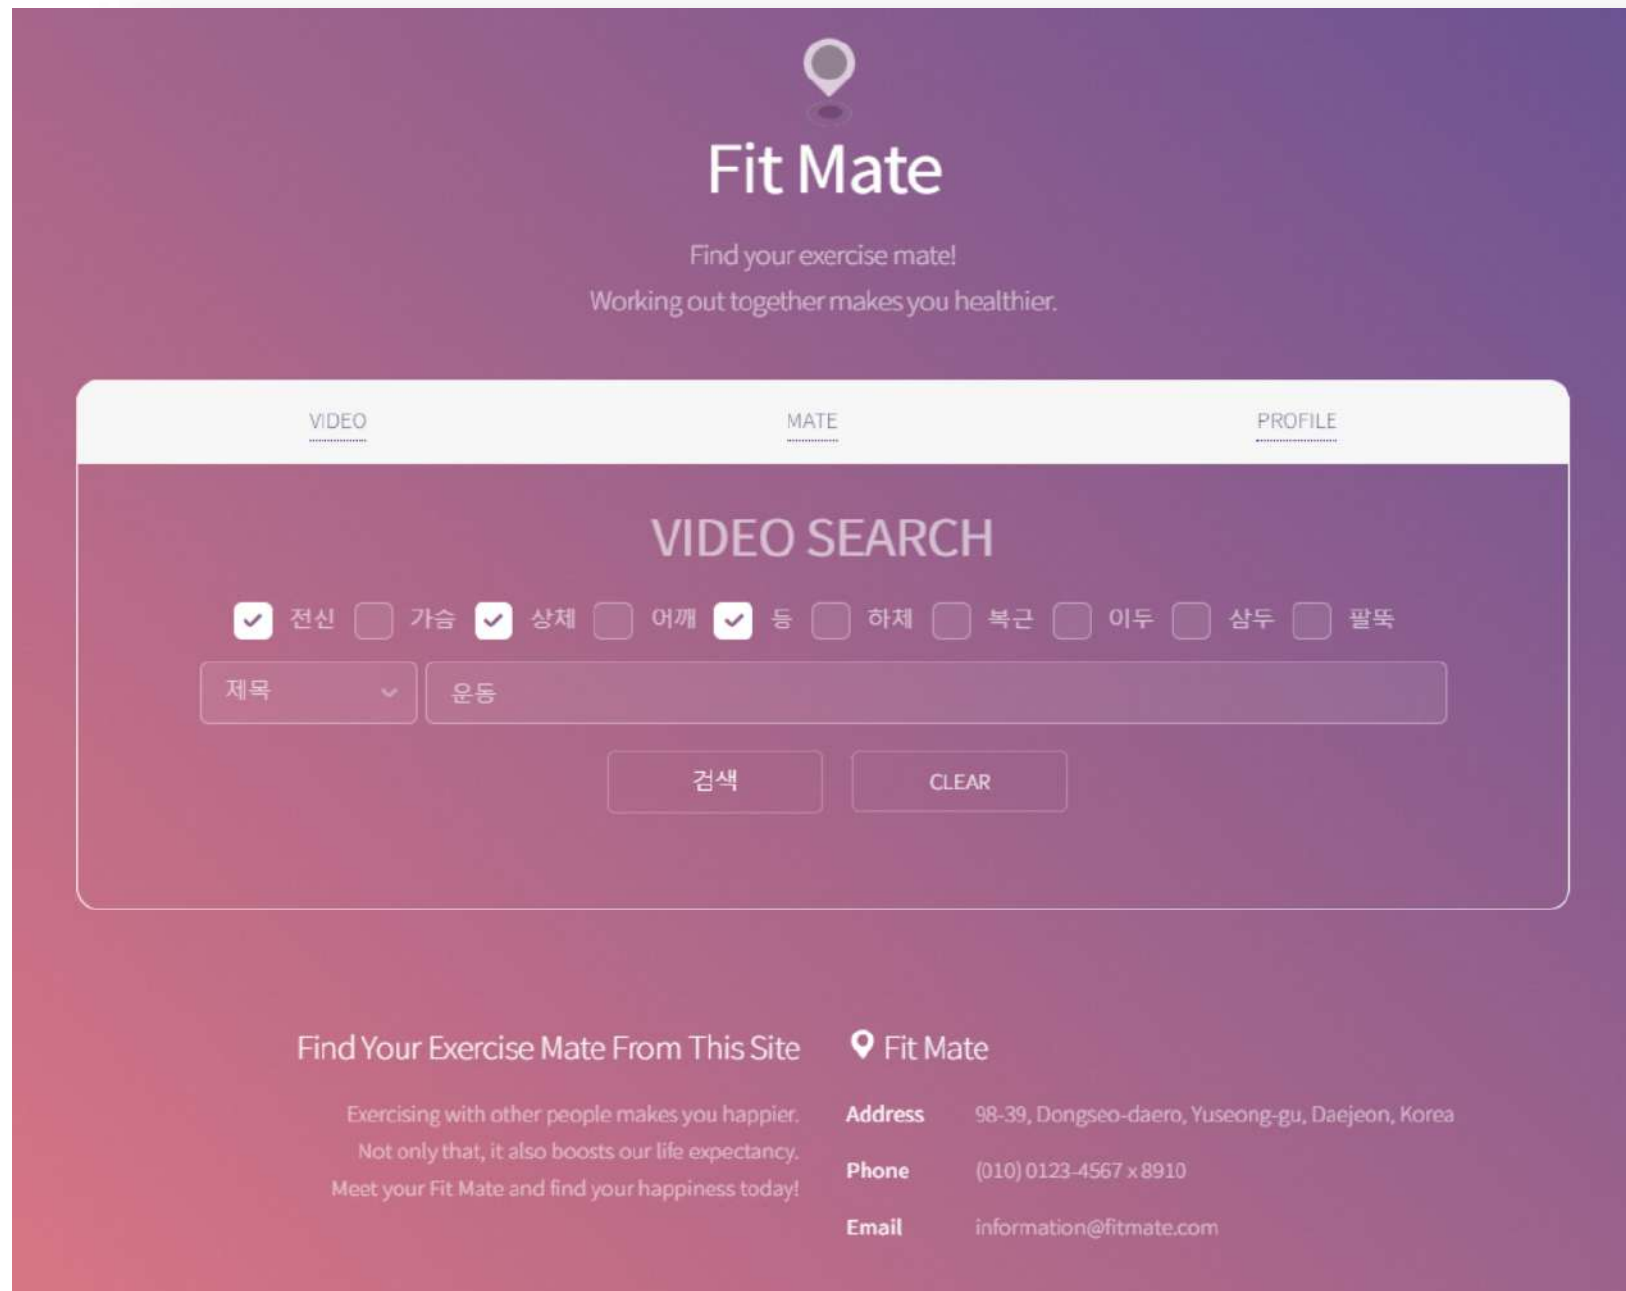 Fit Mate
Find your exercise mate!
Working out together makes you healthier.
VIDEO MATE PROFILE
VIDEO SEARCH
전신 가슴 상체 어깨 등 하체 복근 이두 삼두 팔뚝
제목 운동
검색 CLEAR
Find Your Exercise Mate From This Site
Exercising with other people makes you happier.
Not only that, it also boosts our life expectancy.
Meet your Fit Mate and find your happiness today!
Fit Mate
Address 98-39, Dongseo-daero, Yuseong-gu, Daejeon, Korea
Phone (010) 0123-4567 x 8910
Email information@fitmate.com